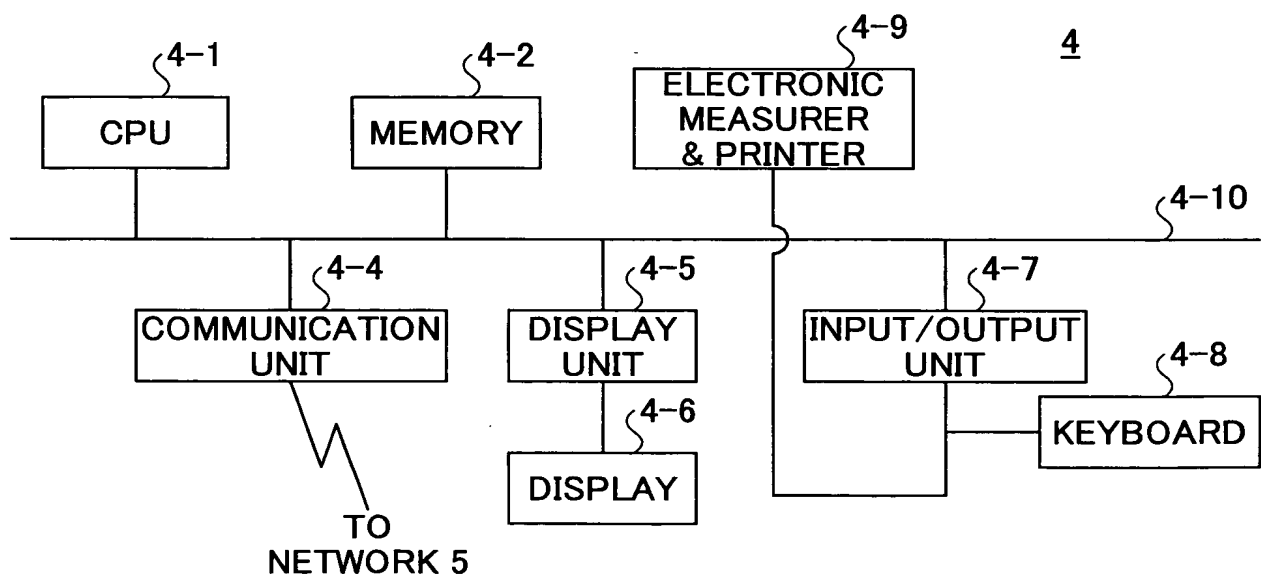 4-1
4-2
4-9
4
CPU
MEMORY
ELECTRONIC
MEASURER
& PRINTER
4-10
4-4
4-5
4-7
COMMUNICATION
UNIT
DISPLAY
UNIT
INPUT/OUTPUT
UNIT
4-8
KEYBOARD
4-6
DISPLAY
TO
NETWORK 5